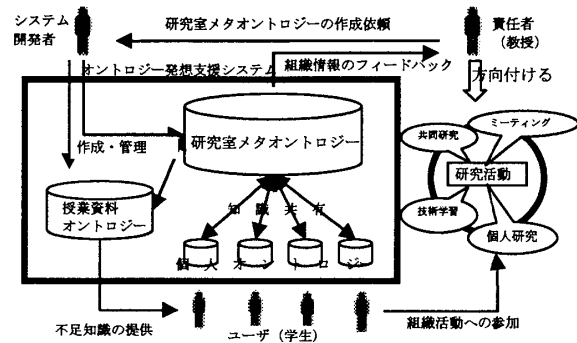 システム
開発者
研究室メタオントロジーの作成依頼
責任者
(教授)
オントロジー発想支援システム
組織情報のフィードバック
方向付ける
ミーティング
共同研究
研究室メタオントロジー
作成・管理
研究活動
授業資料
オントロジー
知識共有
技術学習
個人研究
個人オントロジー
不足知識の提供
ユーザ(学生)
組織活動への参加